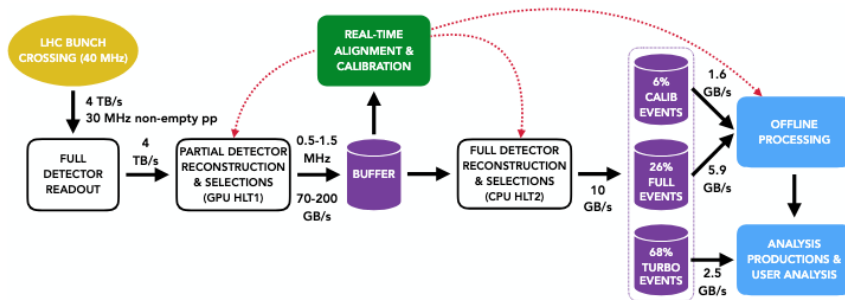 LHC BUNCH
CROSSING (40 MHz)
4 TB/s
30 MHz non-empty pp
FULL
DETECTOR
READOUT
4
TB/s
PARTIAL DETECTOR
RECONSTRUCTION
& SELECTIONS
(GPU HLT1)
0.5-1.5
MHz
70-200
GB/s
REAL-TIME
ALIGNMENT &
CALIBRATION
BUFFER
FULL DETECTOR
RECONSTRUCTION
& SELECTIONS
(CPU HLT2)
10
GB/s
6%
CALIB
EVENTS
26%
FULL
EVENTS
68%
TURBO
EVENTS
1.6
GB/s
5.9
GB/s
2.5
GB/s
OFFLINE
PROCESSING
ANALYSIS
PRODUCTIONS &
USER ANALYSIS